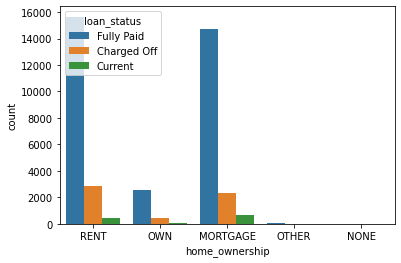 loan_status
Fully Paid
Charged Off
Current
16000
14000
12000
10000
8000
6000
4000
2000
0
count
RENT OWN MORTGAGE OTHER NONE
home_ownership